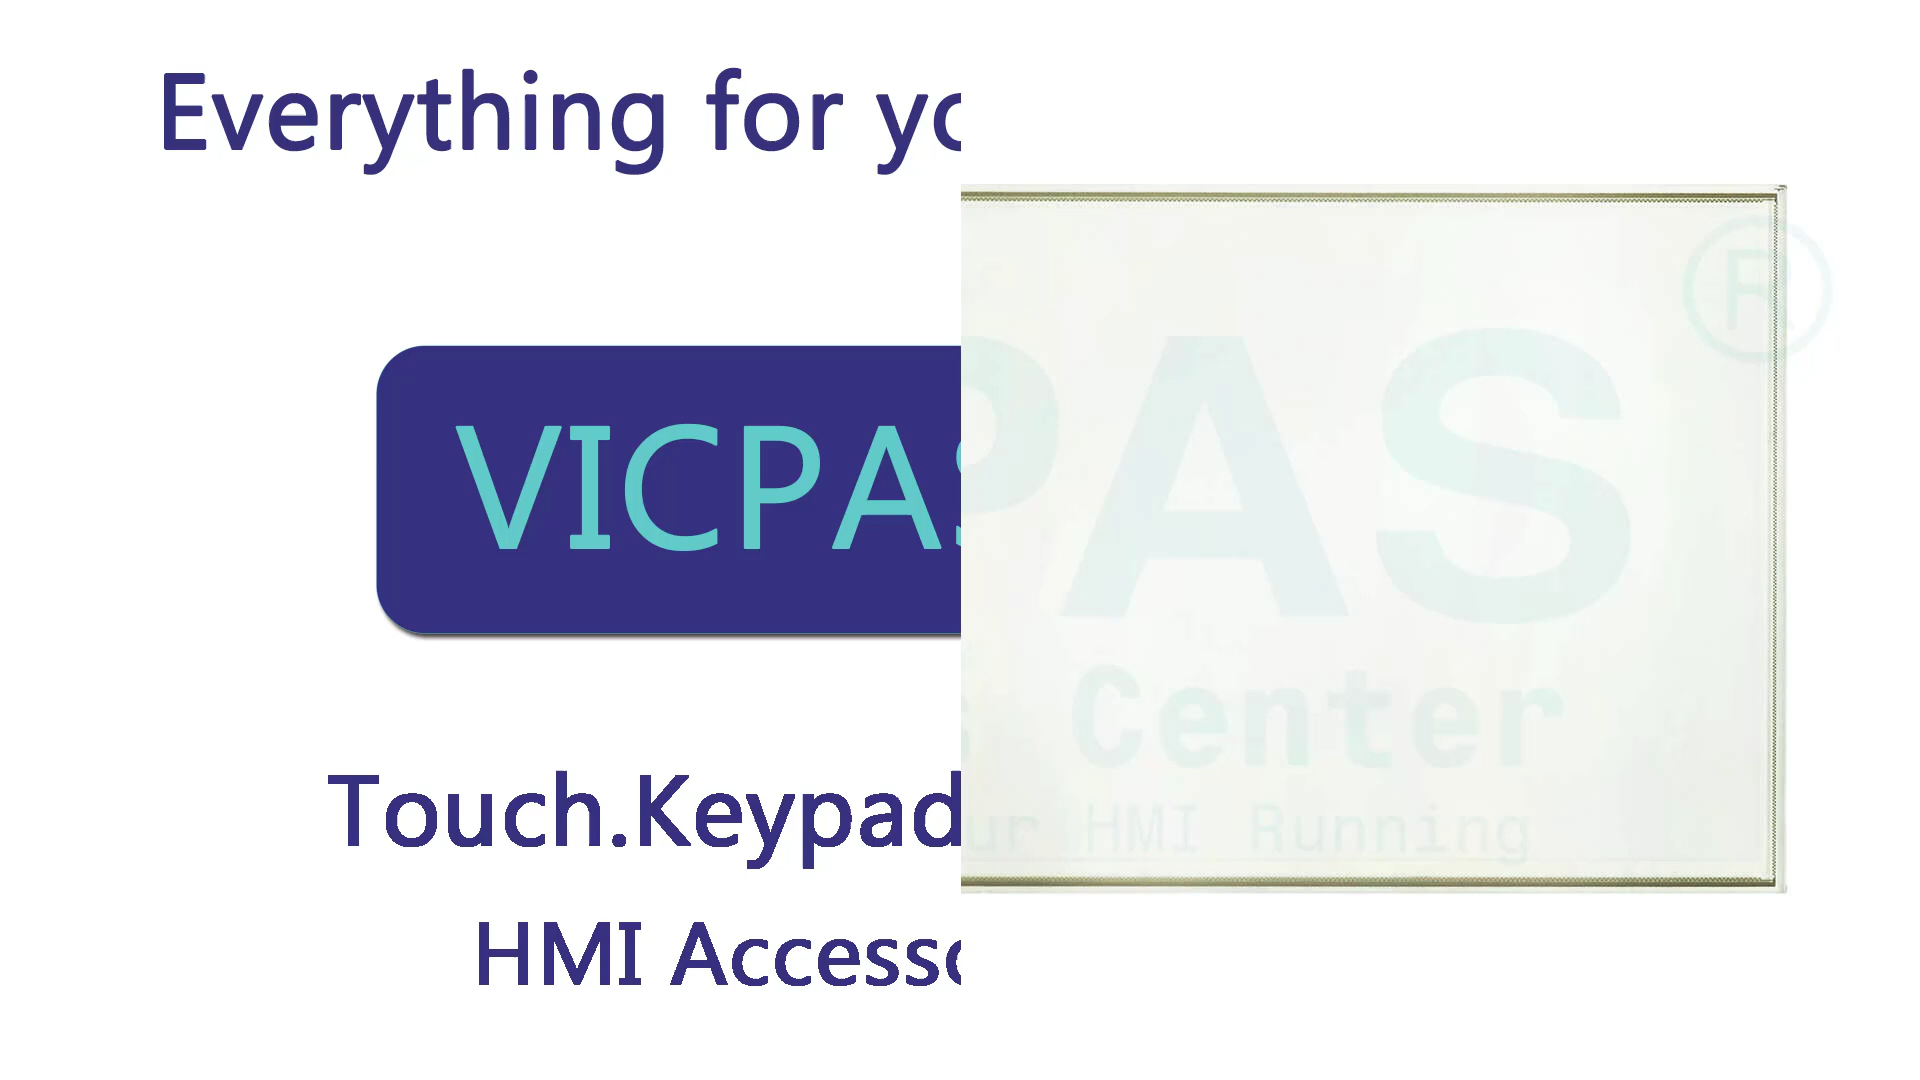 Everything for yo
VICPAS
Touch.Keypad
HMI Accesso
®
PAS
Center
ur HMI Running